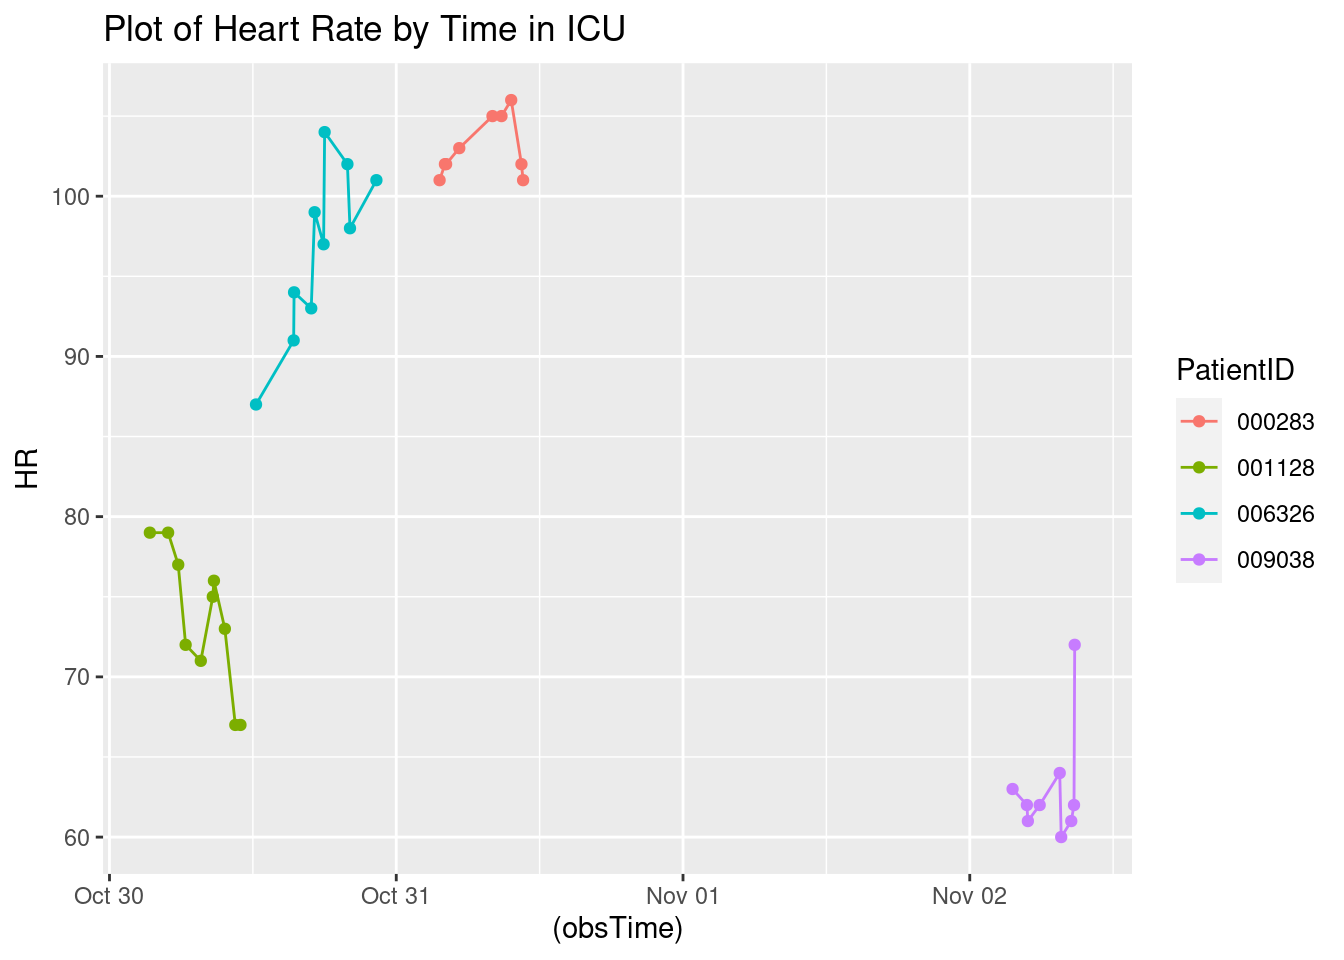 Plot of Heart Rate by Time in ICU
HR
100
90
80
70
60
Oct 30
Oct 31
Nov 01
Nov 02
(obsTime)
PatientID
000283
001128
006326
009038